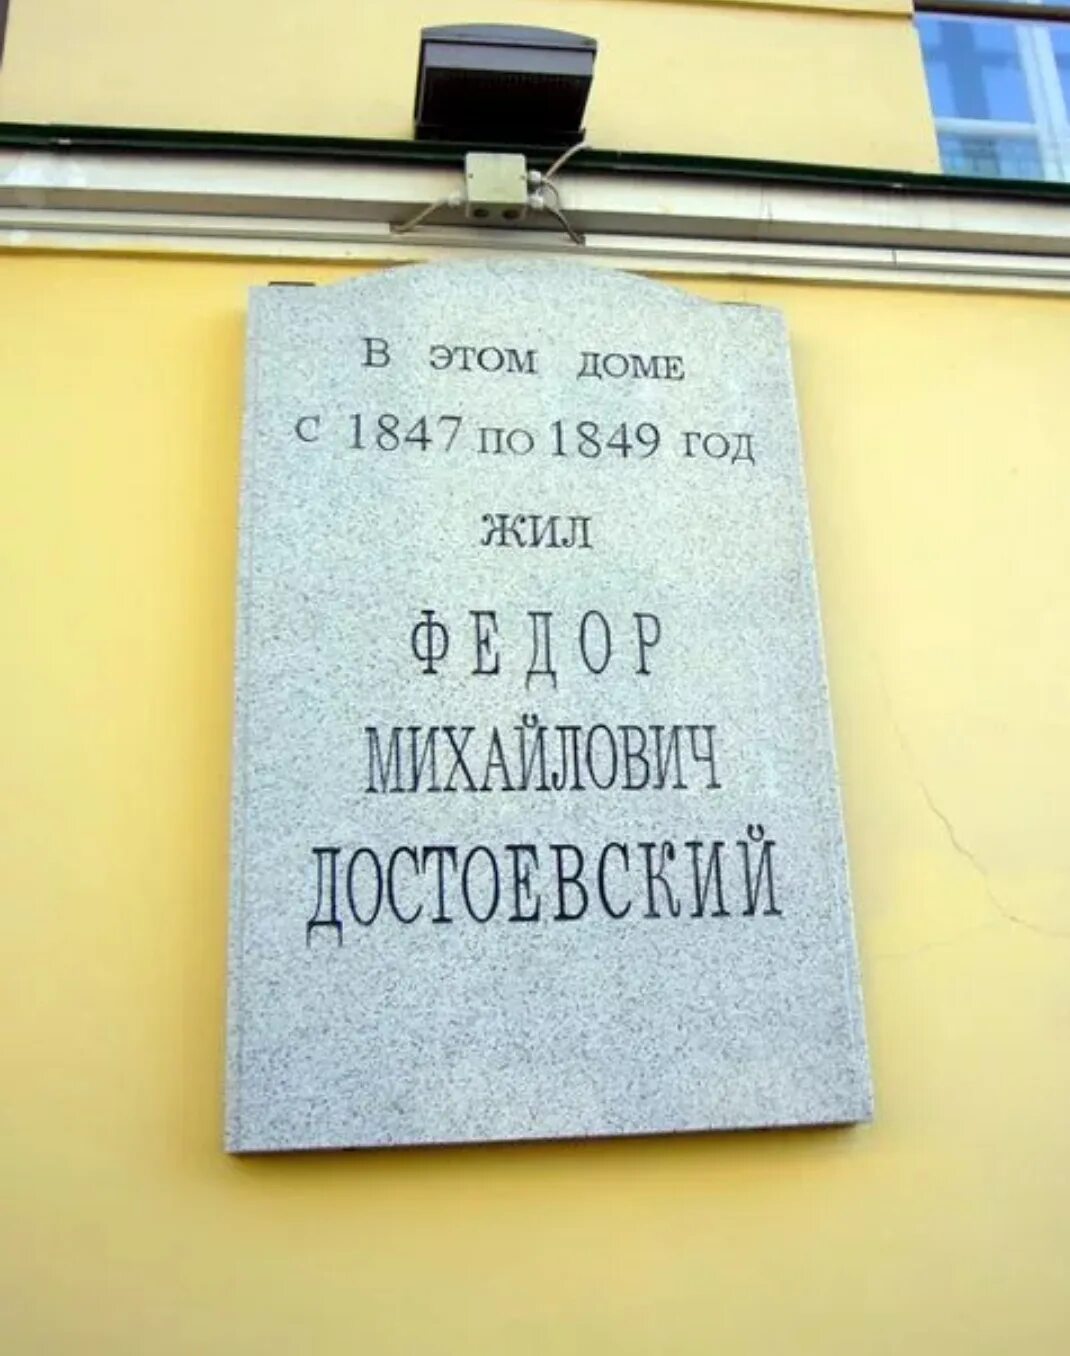 В ЭТОМ ДОМЕ
С 1847 ПО 1849 ГОД
ЖИЛ
ФЕДОР
МИХАЙЛОВИЧ
ДОСТОЕВСКИЙ